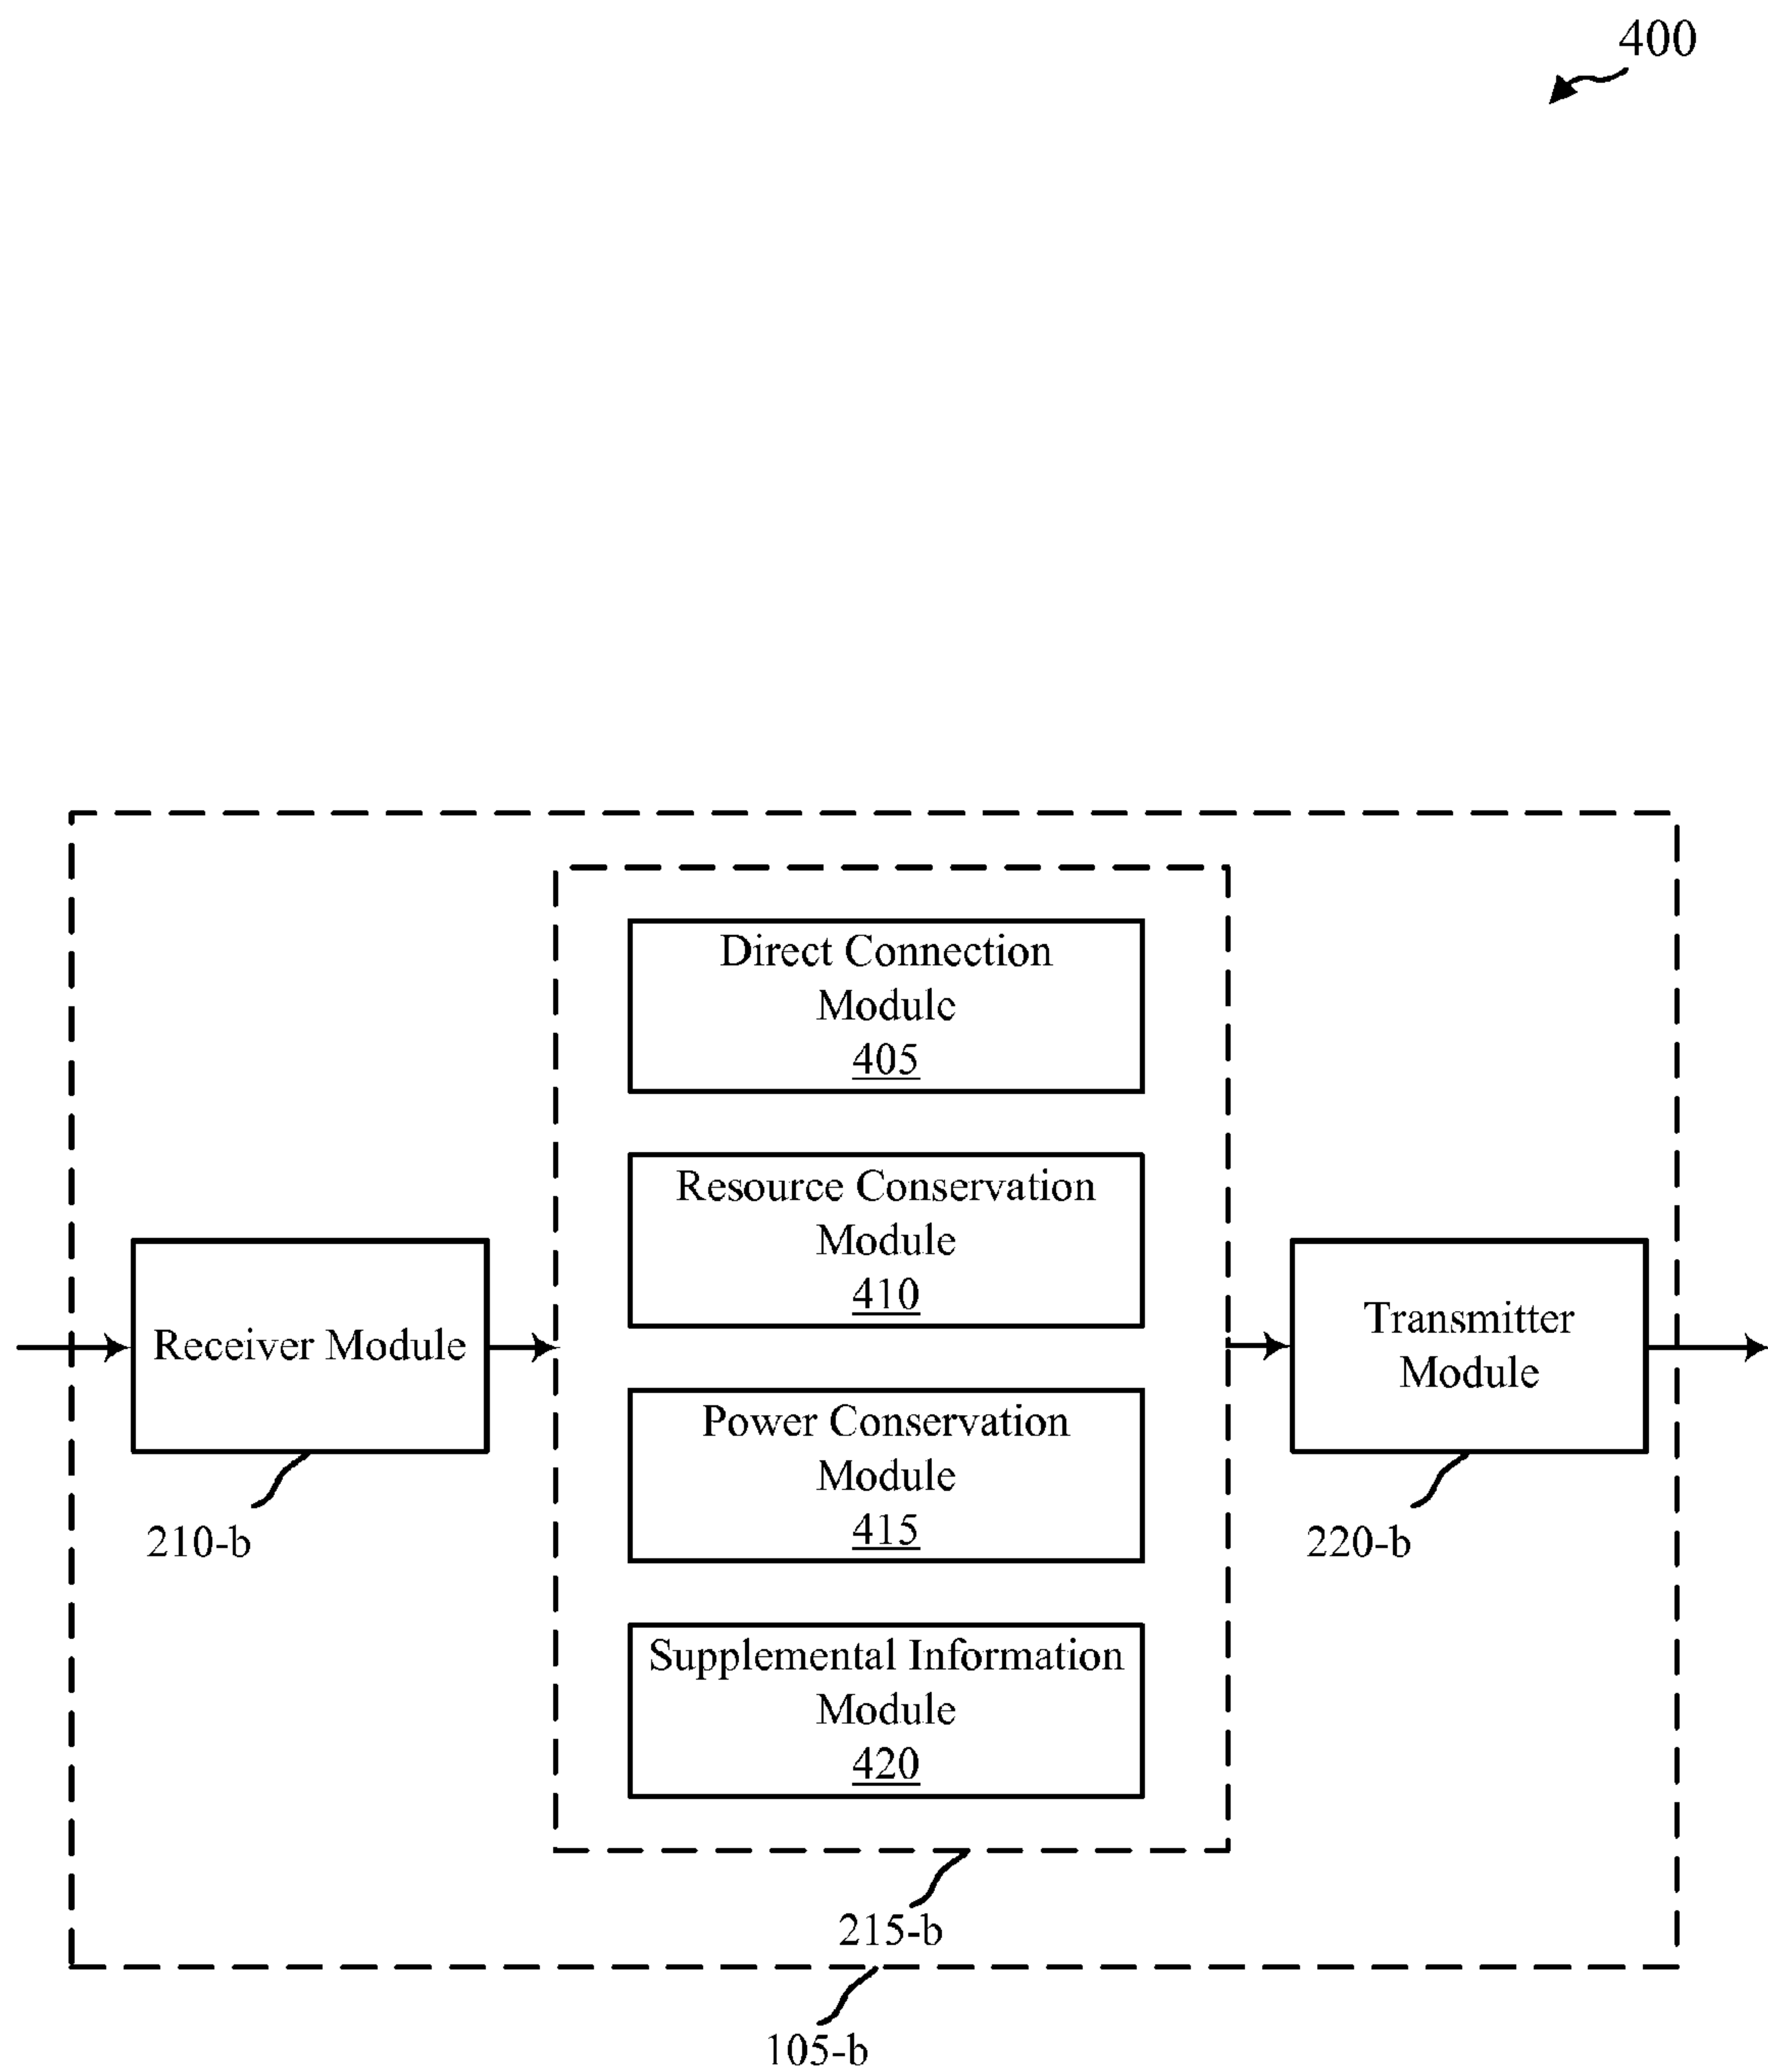 400
Direct Connection
Module
405
Resource Conservation
Module
410
Receiver Module
Transmitter
Module
Power Conservation
Module
415
210-b
220-b
Supplemental Information
Module
420
215-b
105-b